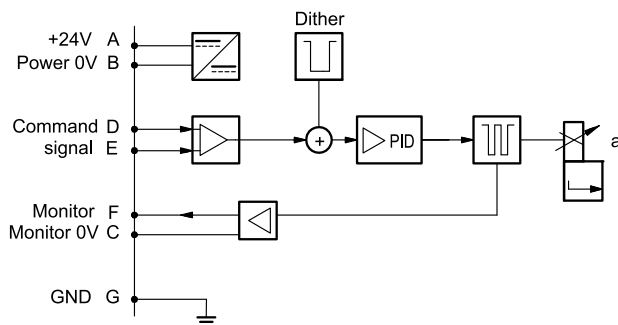 Dither
+24V A
Power 0V B
Command D
signal E
+
PID
a
Monitor F
Monitor 0V C
GND G